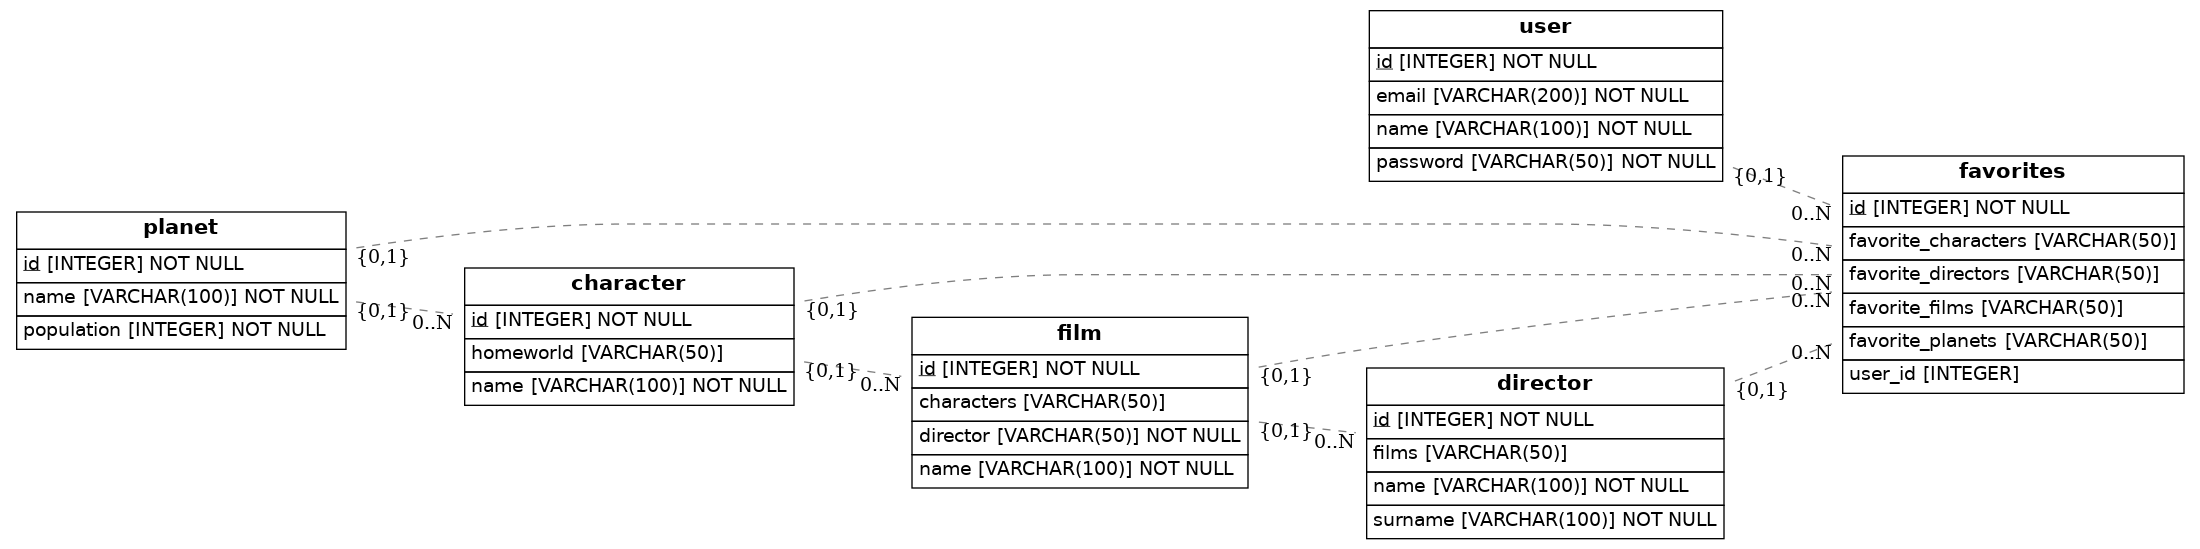 user
id [INTEGER] NOT NULL
email [VARCHAR(200)] NOT NULL
name [VARCHAR(100)] NOT NULL
password [VARCHAR(50)] NOT NULL
{0,1}
0..N
favorites
id [INTEGER] NOT NULL
favorite_characters [VARCHAR(50)]
favorite_directors [VARCHAR(50)]
favorite_films [VARCHAR(50)]
favorite_planets [VARCHAR(50)]
user_id [INTEGER]
planet
id [INTEGER] NOT NULL
name [VARCHAR(100)] NOT NULL
population [INTEGER] NOT NULL
{0,1}
0..N
{0,1}
0..N
character
id [INTEGER] NOT NULL
homeworld [VARCHAR(50)]
name [VARCHAR(100)] NOT NULL
{0,1}
0..N
{0,1}
0..N
film
id [INTEGER] NOT NULL
characters [VARCHAR(50)]
director [VARCHAR(50)] NOT NULL
name [VARCHAR(100)] NOT NULL
{0,1}
0..N
{0,1}
0..N
director
id [INTEGER] NOT NULL
films [VARCHAR(50)]
name [VARCHAR(100)] NOT NULL
surname [VARCHAR(100)] NOT NULL
{0,1}
0..N